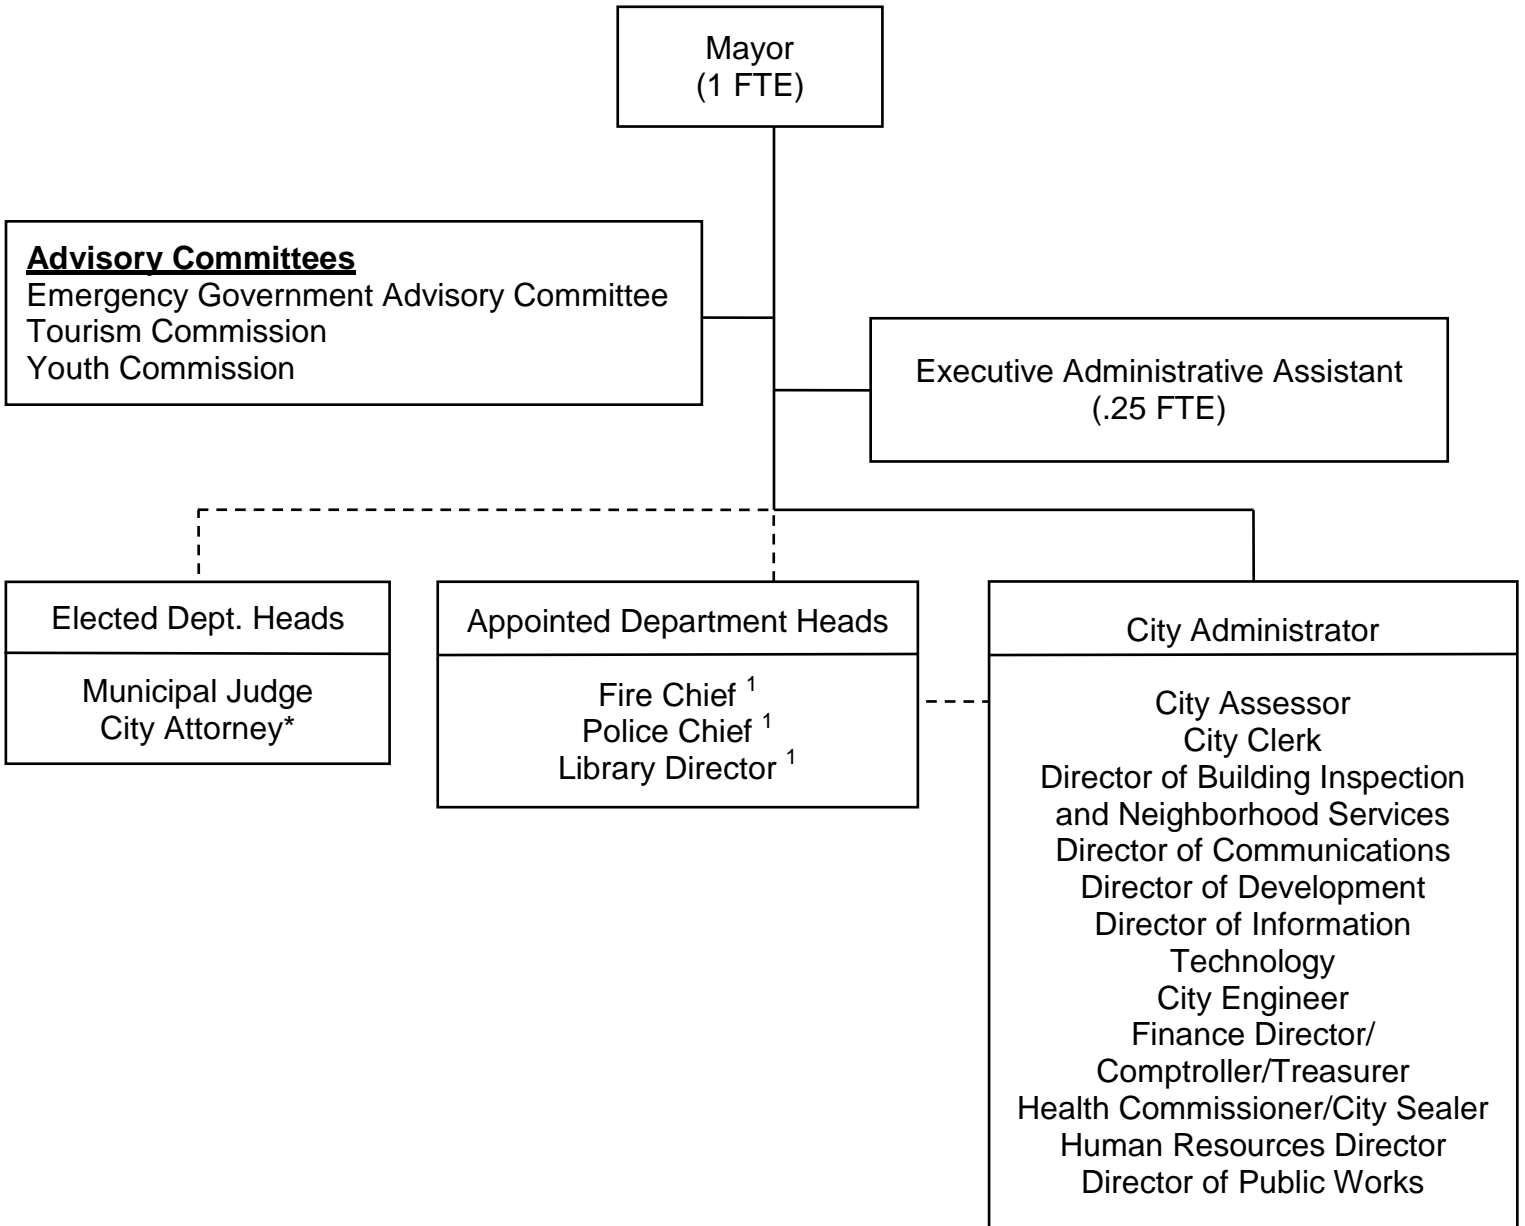 Mayor
(1 FTE)
Advisory Committees
Emergency Government Advisory Committee
Tourism Commission
Youth Commission
Executive Administrative Assistant
(.25 FTE)
Elected Dept. Heads
Municipal Judge
City Attorney*
Appointed Department Heads
Fire Chief 1
Police Chief 1
Library Director 1
City Administrator
City Assessor
City Clerk
Director of Building Inspection
and Neighborhood Services
Director of Communications
Director of Development
Director of Information
Technology
City Engineer
Finance Director/
Comptroller/Treasurer
Health Commissioner/City Sealer
Human Resources Director
Director of Public Works